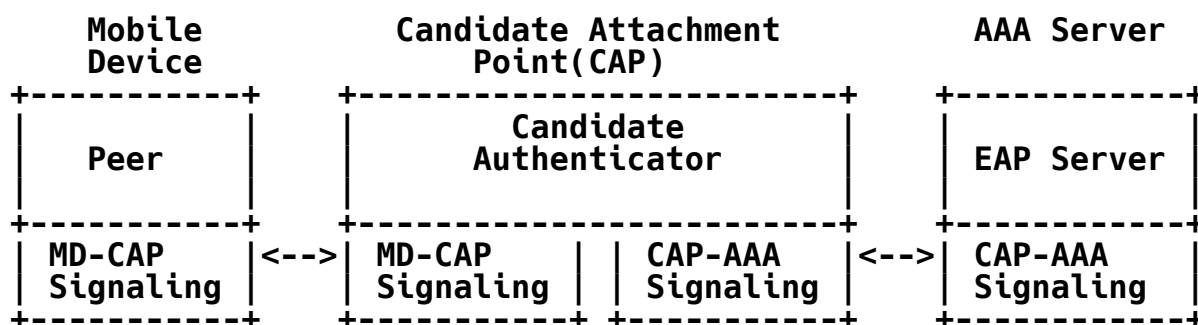 Mobile Candidate Attachment AAA Server
Device Point(CAP)
+-----------+ +-------------------------+ +------------+
| | | Candidate | | |
| Peer | | Authenticator | | EAP Server |
| | | | | |
+-----------+ +-------------------------+ +------------+
| MD-CAP |<-->| MD-CAP | | CAP-AAA |<-->| CAP-AAA |
| Signaling | | Signaling | | Signaling | | Signaling |
+-----------+ +-----------+ +-----------+ +------------+